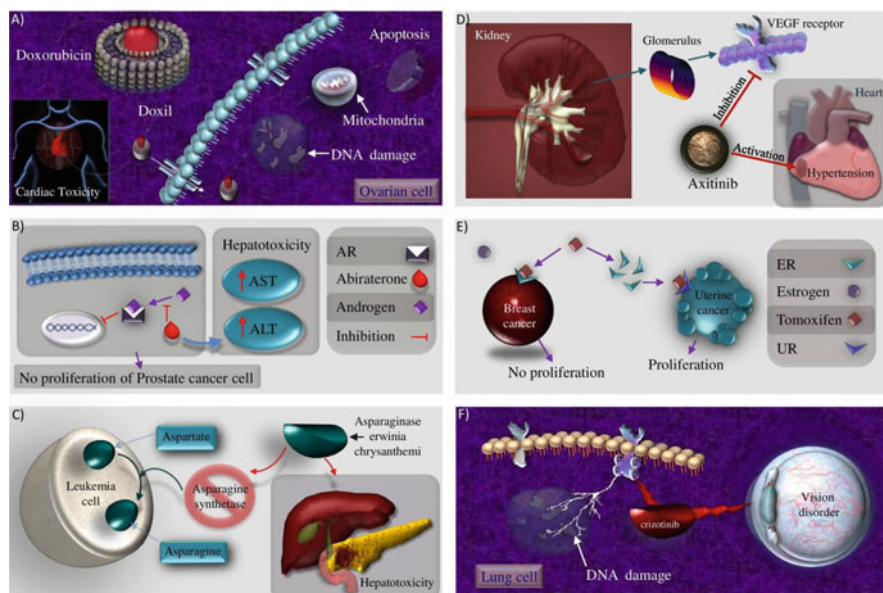 A)
Doxorubicin
Doxil
Apoptosis
Mitochondria
DNA damage
Cardiac Toxicity
Ovarian cell
B)
Hepatotoxicity
AST
ALT
AR
Abiraterone
Androgen
Inhibition
No proliferation of Prostate cancer cell
C)
Aspartate
Leukemia
cell
Asparagine
Asparagine
synthetase
Asparaginase
erwinia
chrysanthemi
Hepatotoxicity
D)
Kidney
Glomerulus
VEGF receptor
Heart
Inhibition
Activation
Axitinib
Hypertension
E)
Breast
cancer
Uterine
cancer
No proliferation
Proliferation
ER
Estrogen
Tomoxifen
UR
F)
crizotinib
Vision
disorder
DNA damage
Lung cell